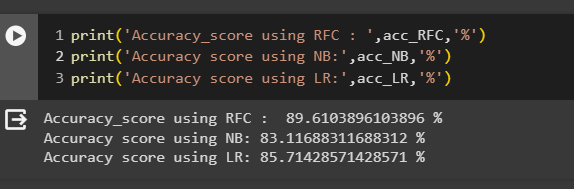 1 print('Accuracy_score using RFC : ',acc_RFC,'%')
2 print('Accuracy score using NB:',acc_NB,'%')
3 print('Accuracy score using LR:',acc_LR,'%')
Accuracy_score using RFC :  89.6103896103896 %
Accuracy score using NB: 83.11688311688312 %
Accuracy score using LR: 85.71428571428571 %